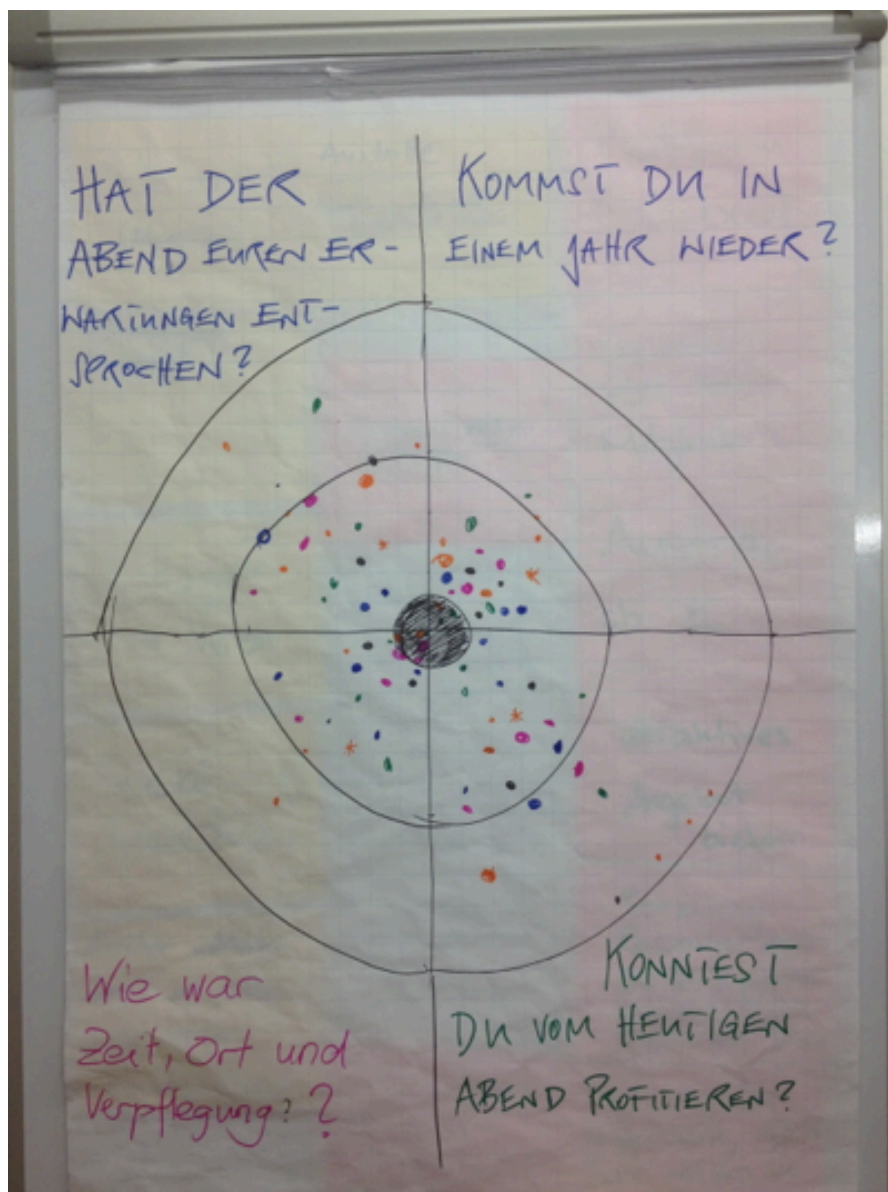 HAT DER
ABEND EUREN ER-
WARTUNGEN ENT-
SPROCHEN?
KOMMST DU IN
EINEM JAHR WIEDER?
Wie war
Zeit, Ort und
Verpflegung? ?
KONNTEST
DU VOM HEUTIGEN
ABEND PROFITIEREN?